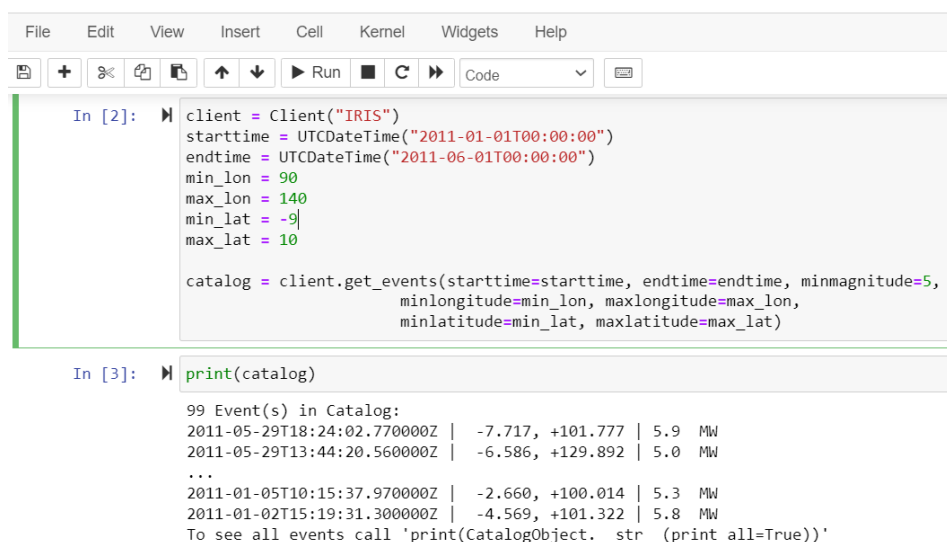 File Edit View Insert Cell Kernel Widgets Help
Run Code
In [2]: client = Client("IRIS")
starttime = UTCDateTime("2011-01-01T00:00:00")
endtime = UTCDateTime("2011-06-01T00:00:00")
min_lon = 90
max_lon = 140
min_lat = -9
max_lat = 10
catalog = client.get_events(starttime=starttime, endtime=endtime, minmagnitude=5,
minlongitude=min_lon, maxlongitude=max_lon,
minlatitude=min_lat, maxlatitude=max_lat)
In [3]: print(catalog)
99 Event(s) in Catalog:
2011-05-29T18:24:02.770000Z | -7.717, +101.777 | 5.9 MW
2011-05-29T13:44:20.560000Z | -6.586, +129.892 | 5.0 MW
...
2011-01-05T10:15:37.970000Z | -2.660, +100.014 | 5.3 MW
2011-01-02T15:19:31.300000Z | -4.569, +101.322 | 5.8 MW
To see all events call 'print(CatalogObject. str (print all=True))'